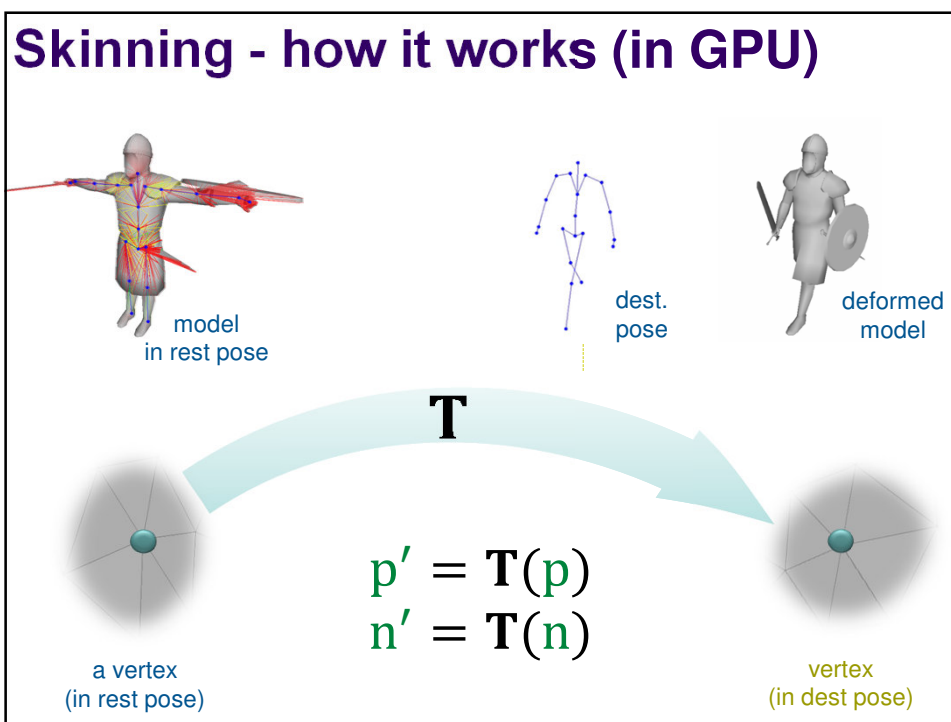 Skinning - how it works (in GPU)
model
in rest pose
dest.
pose
deformed
model
T
p′ = T(p)
n′ = T(n)
a vertex
(in rest pose)
vertex
(in dest pose)